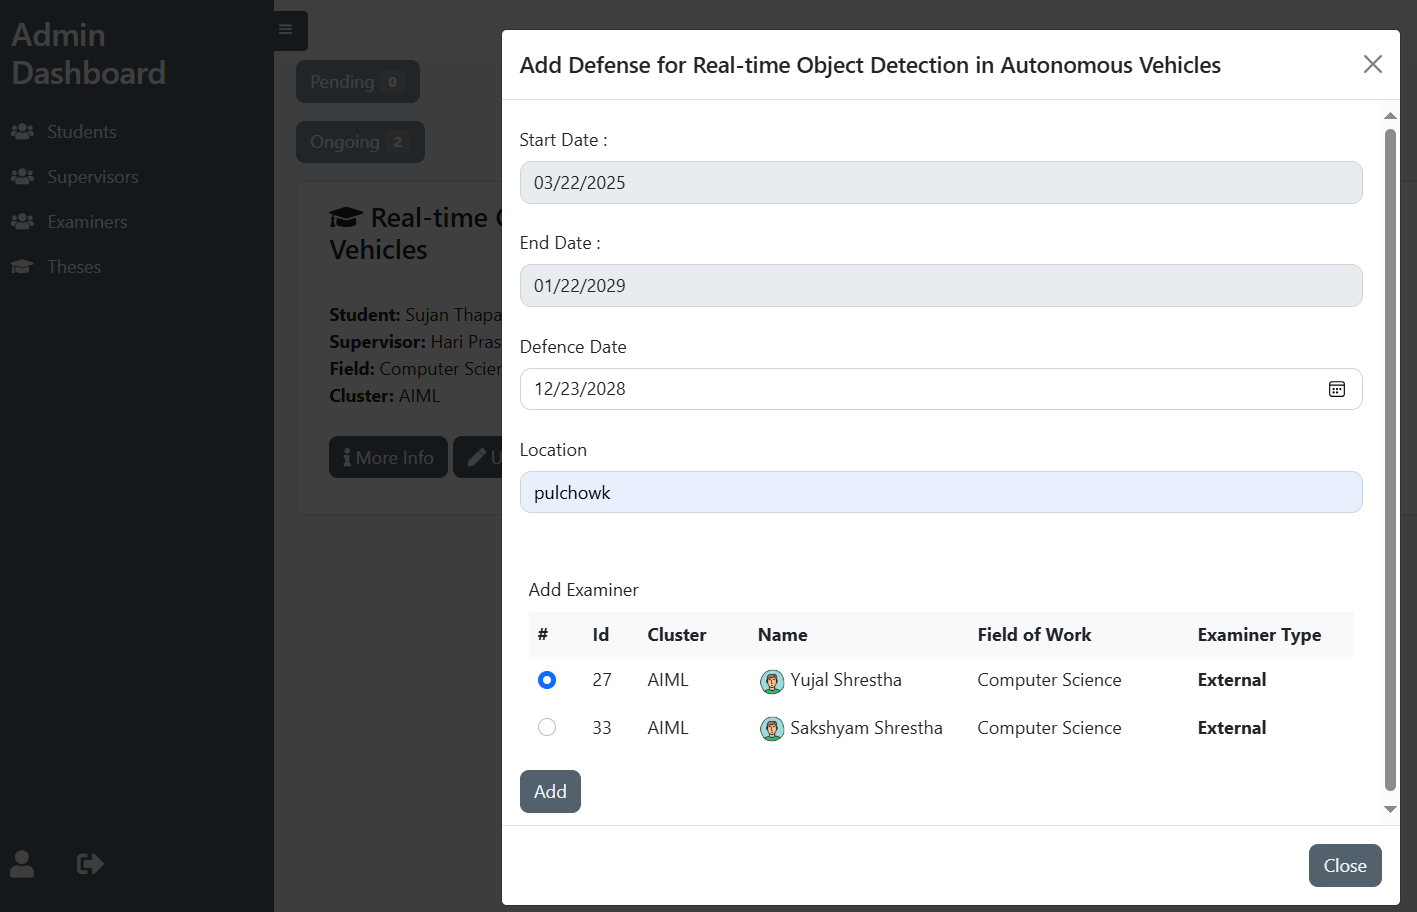 Admin
Dashboard
Students
Supervisors
Examiners
Theses
Pending 0
Ongoing 2
Real-time
Vehicles
Student: Sujan Thapa
Supervisor: Hari Pras
Field: Computer Scien
Cluster: AIML
More Info
U
Add Defense for Real-time Object Detection in Autonomous Vehicles
Start Date :
03/22/2025
End Date :
01/22/2029
Defence Date
12/23/2028
Location
pulchowk
Add Examiner
# Id Cluster Name Field of Work Examiner Type
27 AIML Yujal Shrestha Computer Science External
33 AIML Sakshyam Shrestha Computer Science External
Add
Close